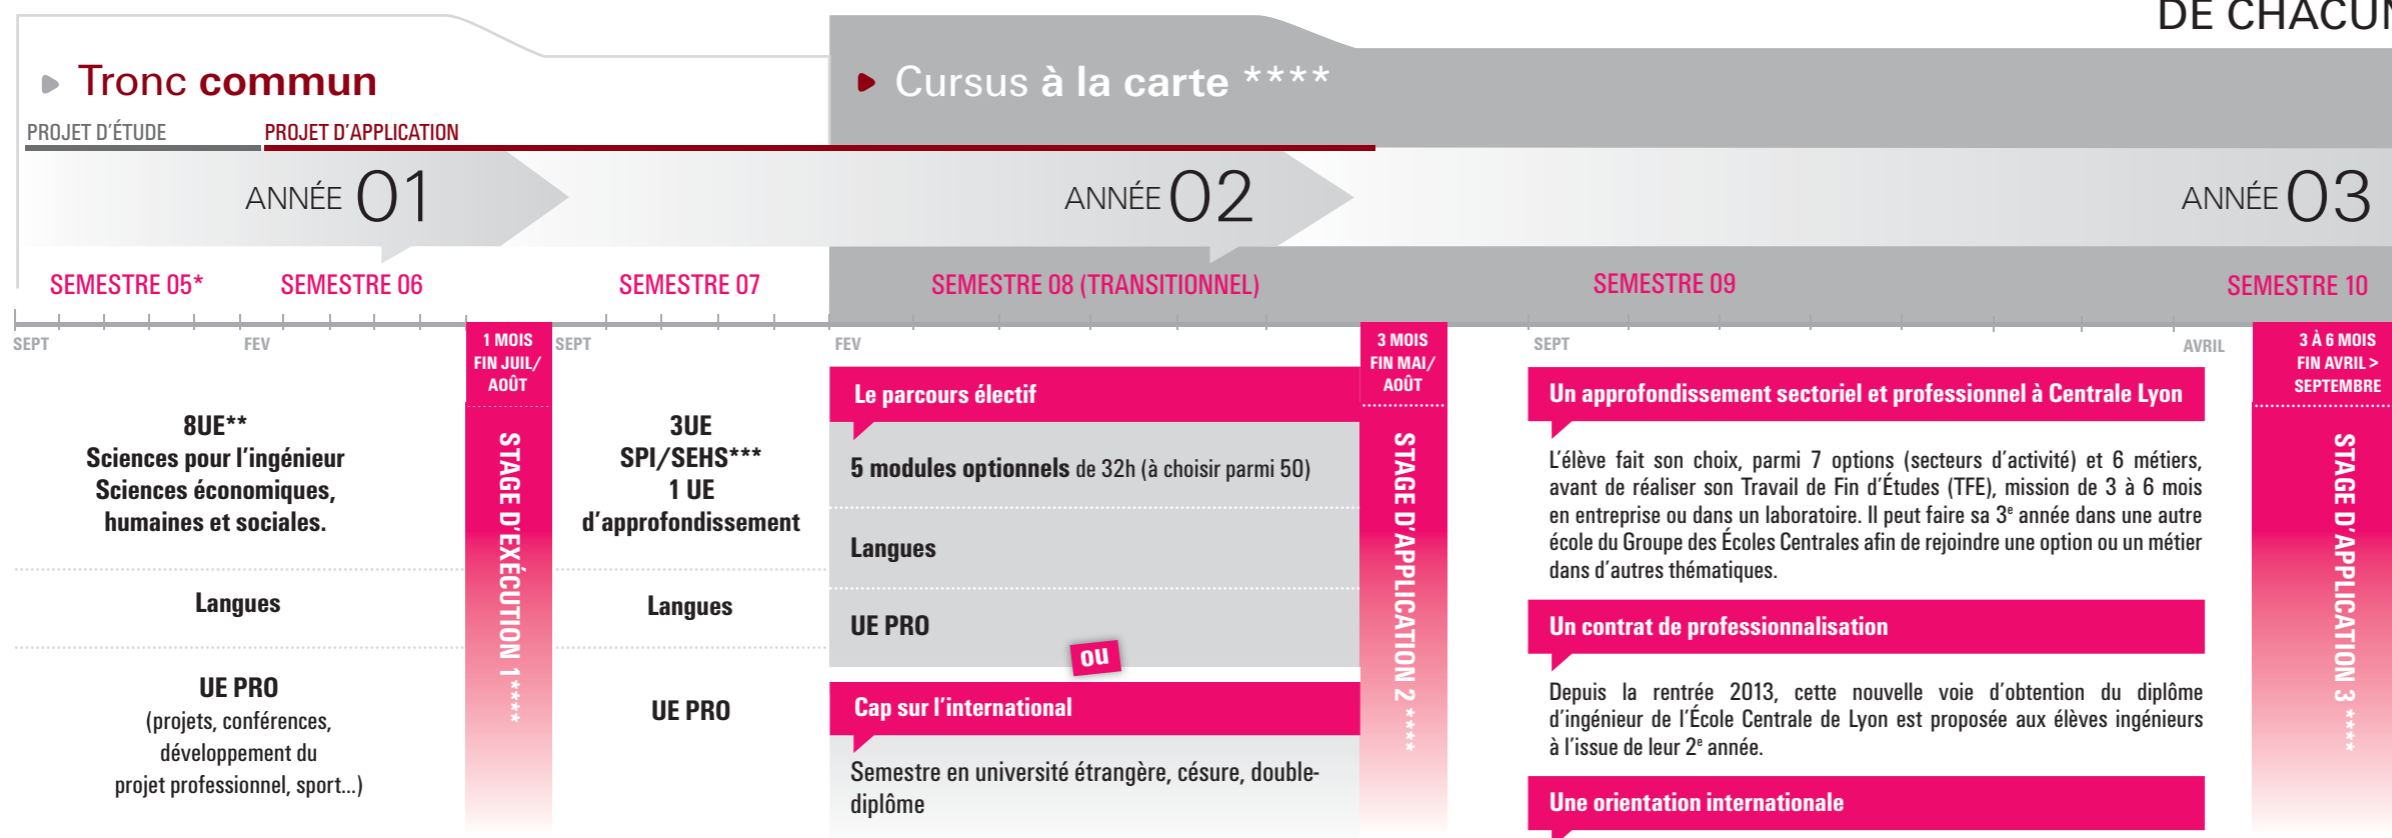 DE CHACUN
Tronc commun
Cursus à la carte ****
PROJET D'ÉTUDE
PROJET D'APPLICATION
ANNÉE 01
ANNÉE 02
ANNÉE 03
SEMESTRE 05*
SEMESTRE 06
SEMESTRE 07
SEMESTRE 08 (TRANSITIONNEL)
SEMESTRE 09
SEMESTRE 10
SEPT
FEV
1 MOIS
FIN JUIL/
AOÛT
STAGE D'EXÉCUTION 1****
SEPT
FEV
3 MOIS
FIN MAI/
AOÛT
STAGE D'APPLICATION 2 ****
SEPT
AVRIL
3 À 6 MOIS
FIN AVRIL >
SEPTEMBRE
STAGE D'APPLICATION 3 ****
8UE**
Sciences pour l'ingénieur
Sciences économiques,
humaines et sociales.
Langues
UE PRO
(projets, conférences,
développement du
projet professionnel, sport...)
3UE
SPI/SEHS***
1 UE
d'approfondissement
Langues
UE PRO
Le parcours électif
5 modules optionnels de 32h (à choisir parmi 50)
Langues
UE PRO
ou
Cap sur l'international
Semestre en université étrangère, césure, double-
diplôme
Un approfondissement sectoriel et professionnel à Centrale Lyon
L'élève fait son choix, parmi 7 options (secteurs d'activité) et 6 métiers,
avant de réaliser son Travail de Fin d'Études (TFE), mission de 3 à 6 mois
en entreprise ou dans un laboratoire. Il peut faire sa 3e année dans une autre
école du Groupe des Écoles Centrales afin de rejoindre une option ou un métier
dans d'autres thématiques.
Un contrat de professionnalisation
Depuis la rentrée 2013, cette nouvelle voie d'obtention du diplôme
d'ingénieur de l'École Centrale de Lyon est proposée aux élèves ingénieurs
à l'issue de leur 2e année.
Une orientation internationale